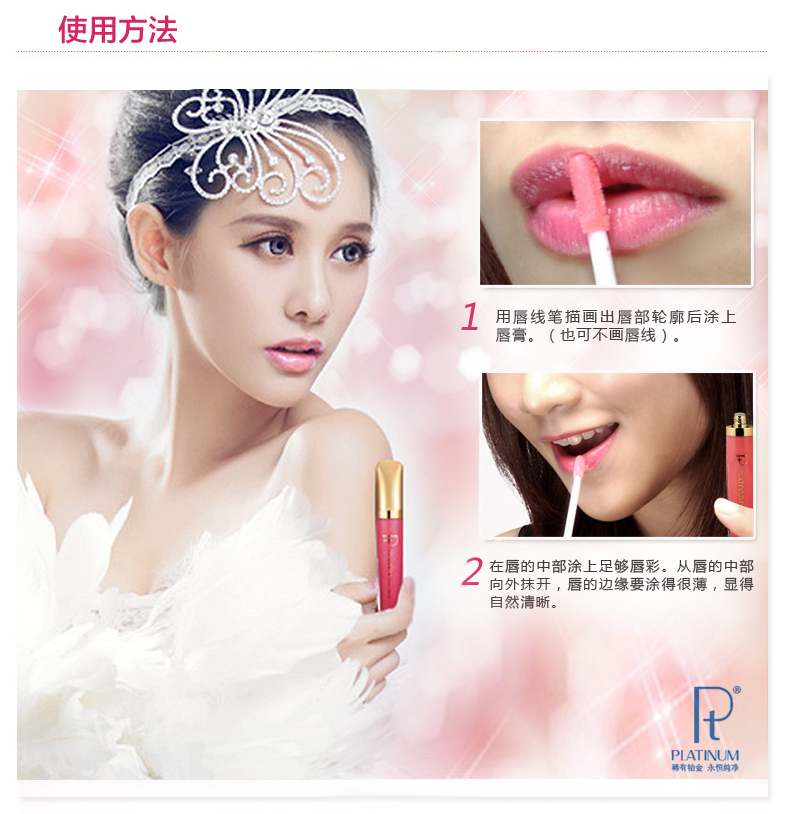 使用方法
1 用唇线笔描画出唇部轮廓后涂上
唇膏。（也可不画唇线）。
2 在唇的中部涂上足够唇彩。从唇的中部
向外抹开，唇的边缘要涂得很薄，显得
自然清晰。
Pt®
PLATINUM
稀有铂金 永恒纯净